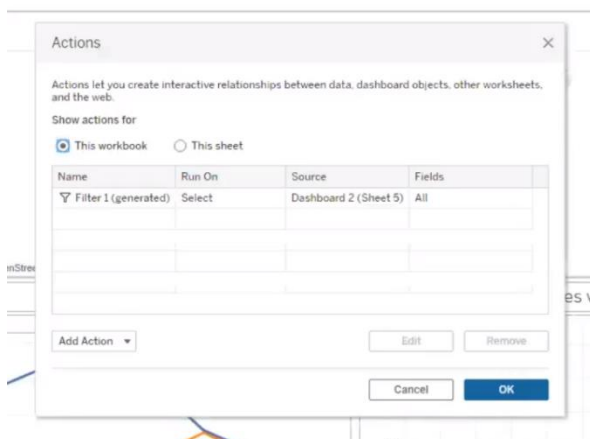 Actions
Actions let you create interactive relationships between data, dashboard objects, other worksheets,
and the web.
Show actions for
This workbook This sheet
Name Run On Source Fields
Filter 1 (generated) Select Dashboard 2 (Sheet 5) All
Add Action Edit Remove
Cancel OK